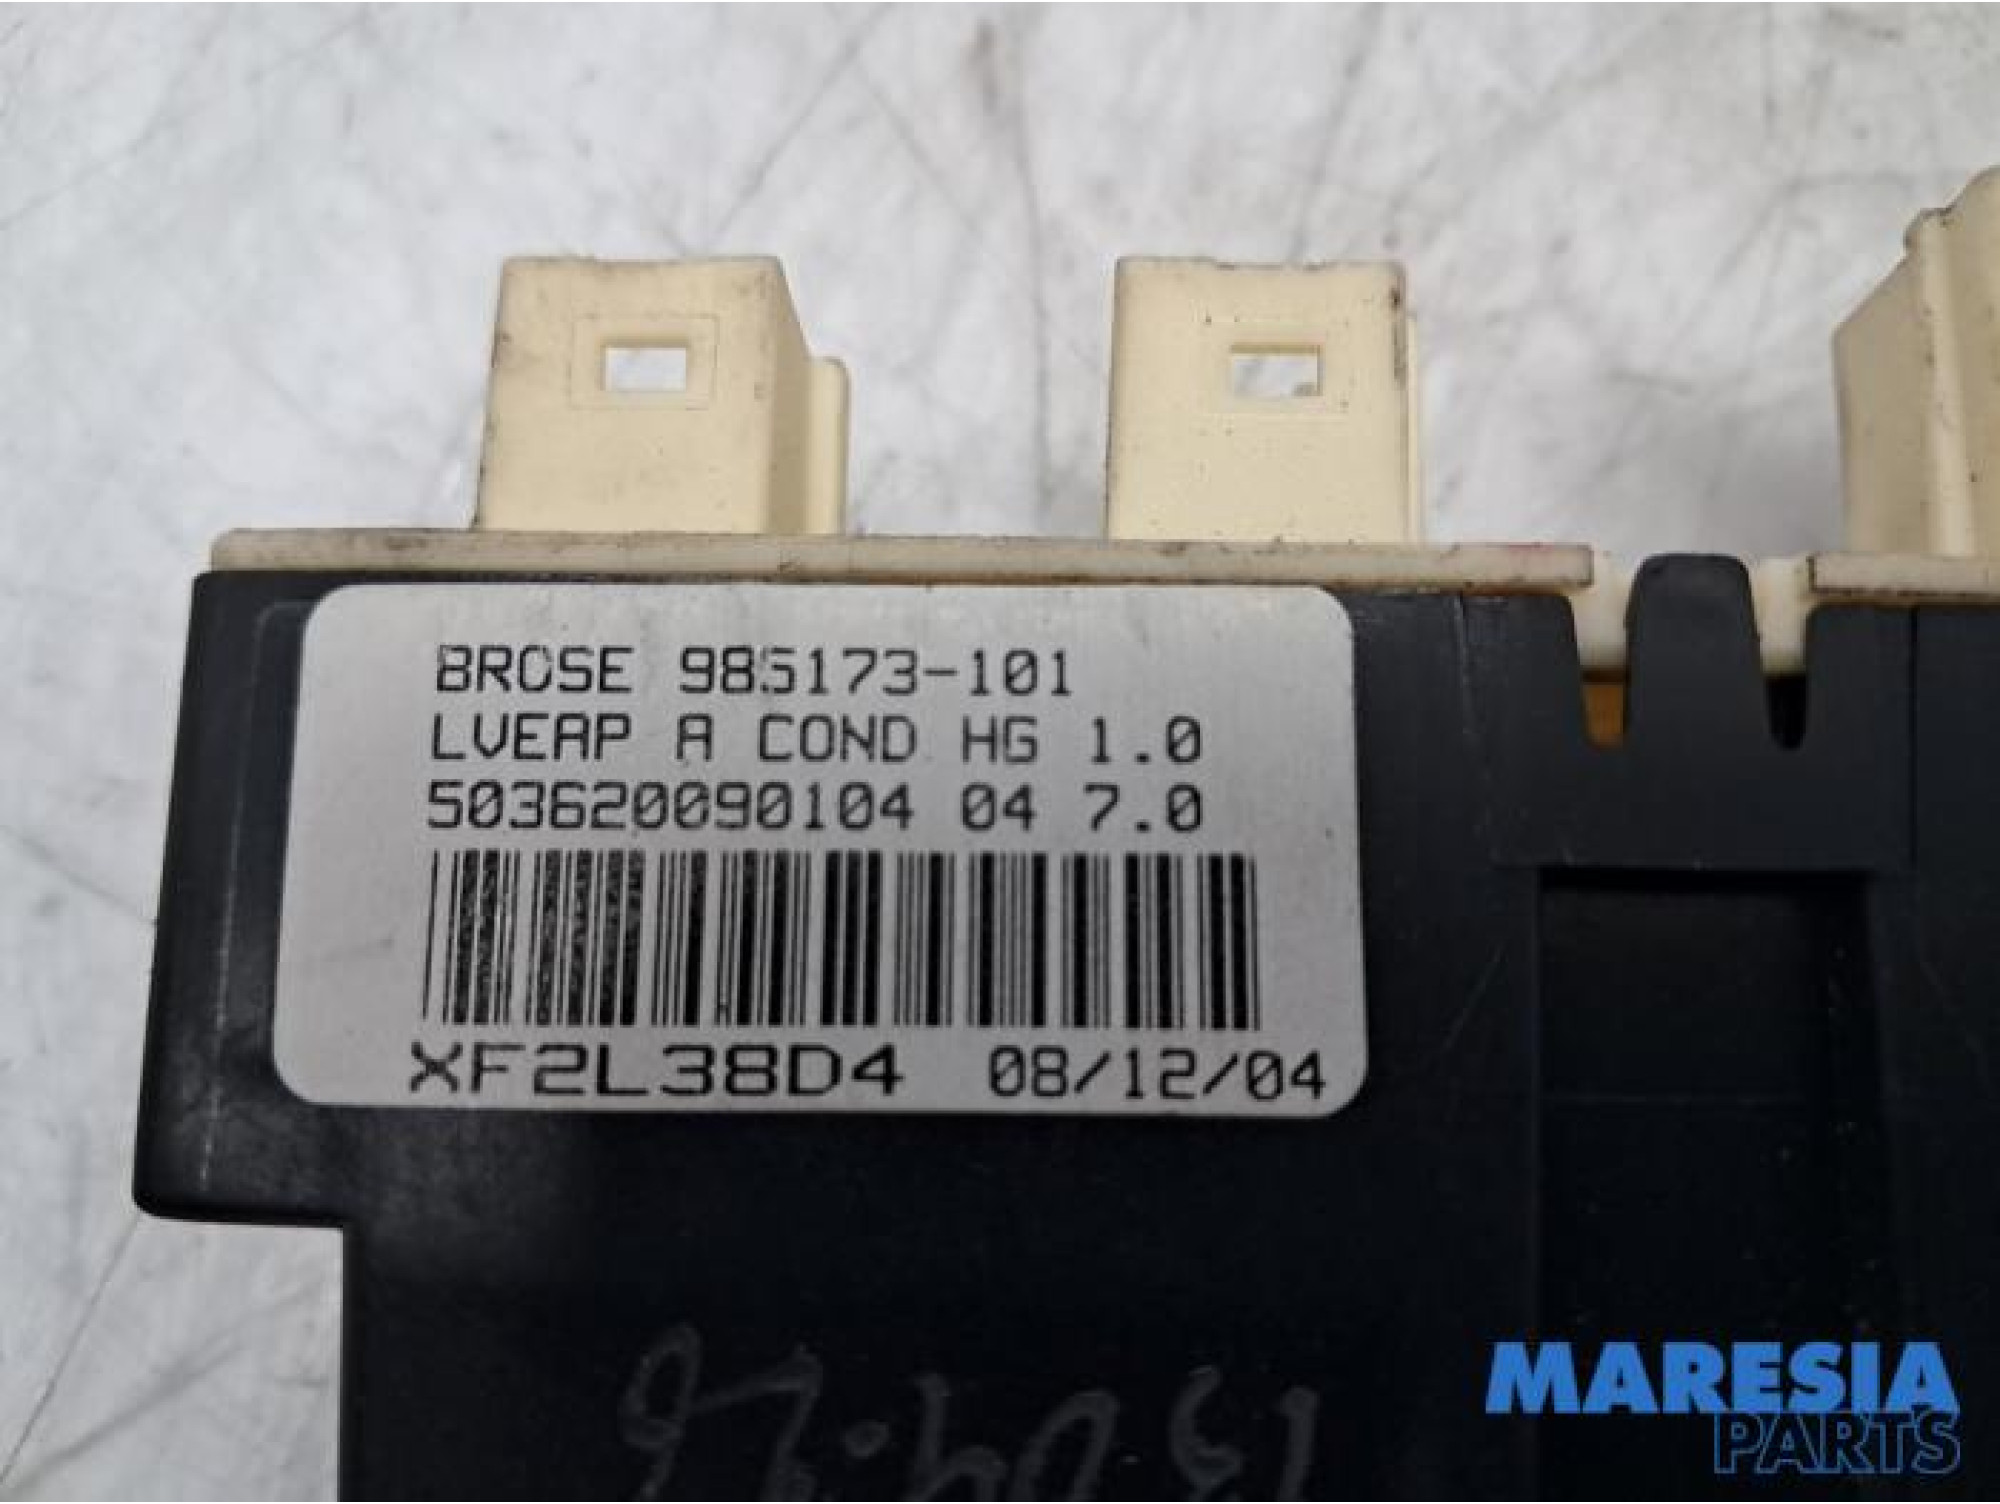 BROSE 985173-101
LVEAP A COND HG 1.0
503620090104 04 7.0
XF2L38D4 08/12/04
MARESIA
PARTS